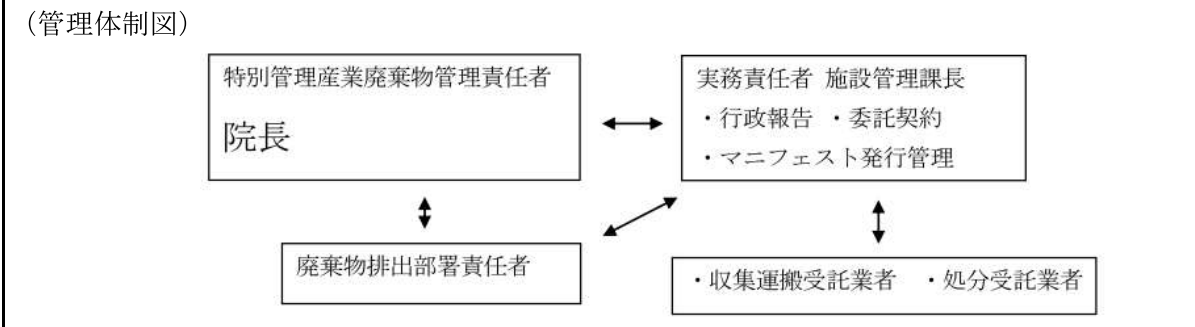 （管理体制図）
特別管理産業廃棄物管理責任者
院長
実務責任者 施設管理課長
・行政報告 ・委託契約
・マニフェスト発行管理
廃棄物排出部署責任者
・収集運搬受託業者 ・処分受託業者